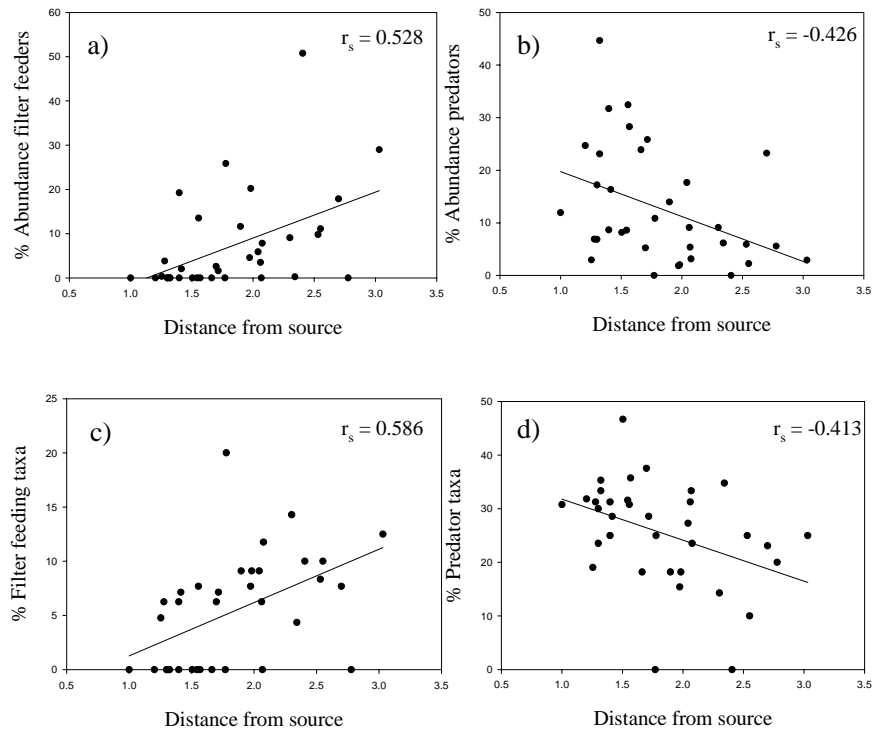 a)
r_s = 0.528
% Abundance filter feeders
60
50
40
30
20
10
0
0.5 1.0 1.5 2.0 2.5 3.0 3.5
Distance from source
b)
r_s = -0.426
% Abundance predators
50
40
30
20
10
0
0.5 1.0 1.5 2.0 2.5 3.0 3.5
Distance from source
c)
r_s = 0.586
% Filter feeding taxa
25
20
15
10
5
0
0.5 1.0 1.5 2.0 2.5 3.0 3.5
Distance from source
d)
r_s = -0.413
% Predator taxa
50
40
30
20
10
0
0.5 1.0 1.5 2.0 2.5 3.0 3.5
Distance from source